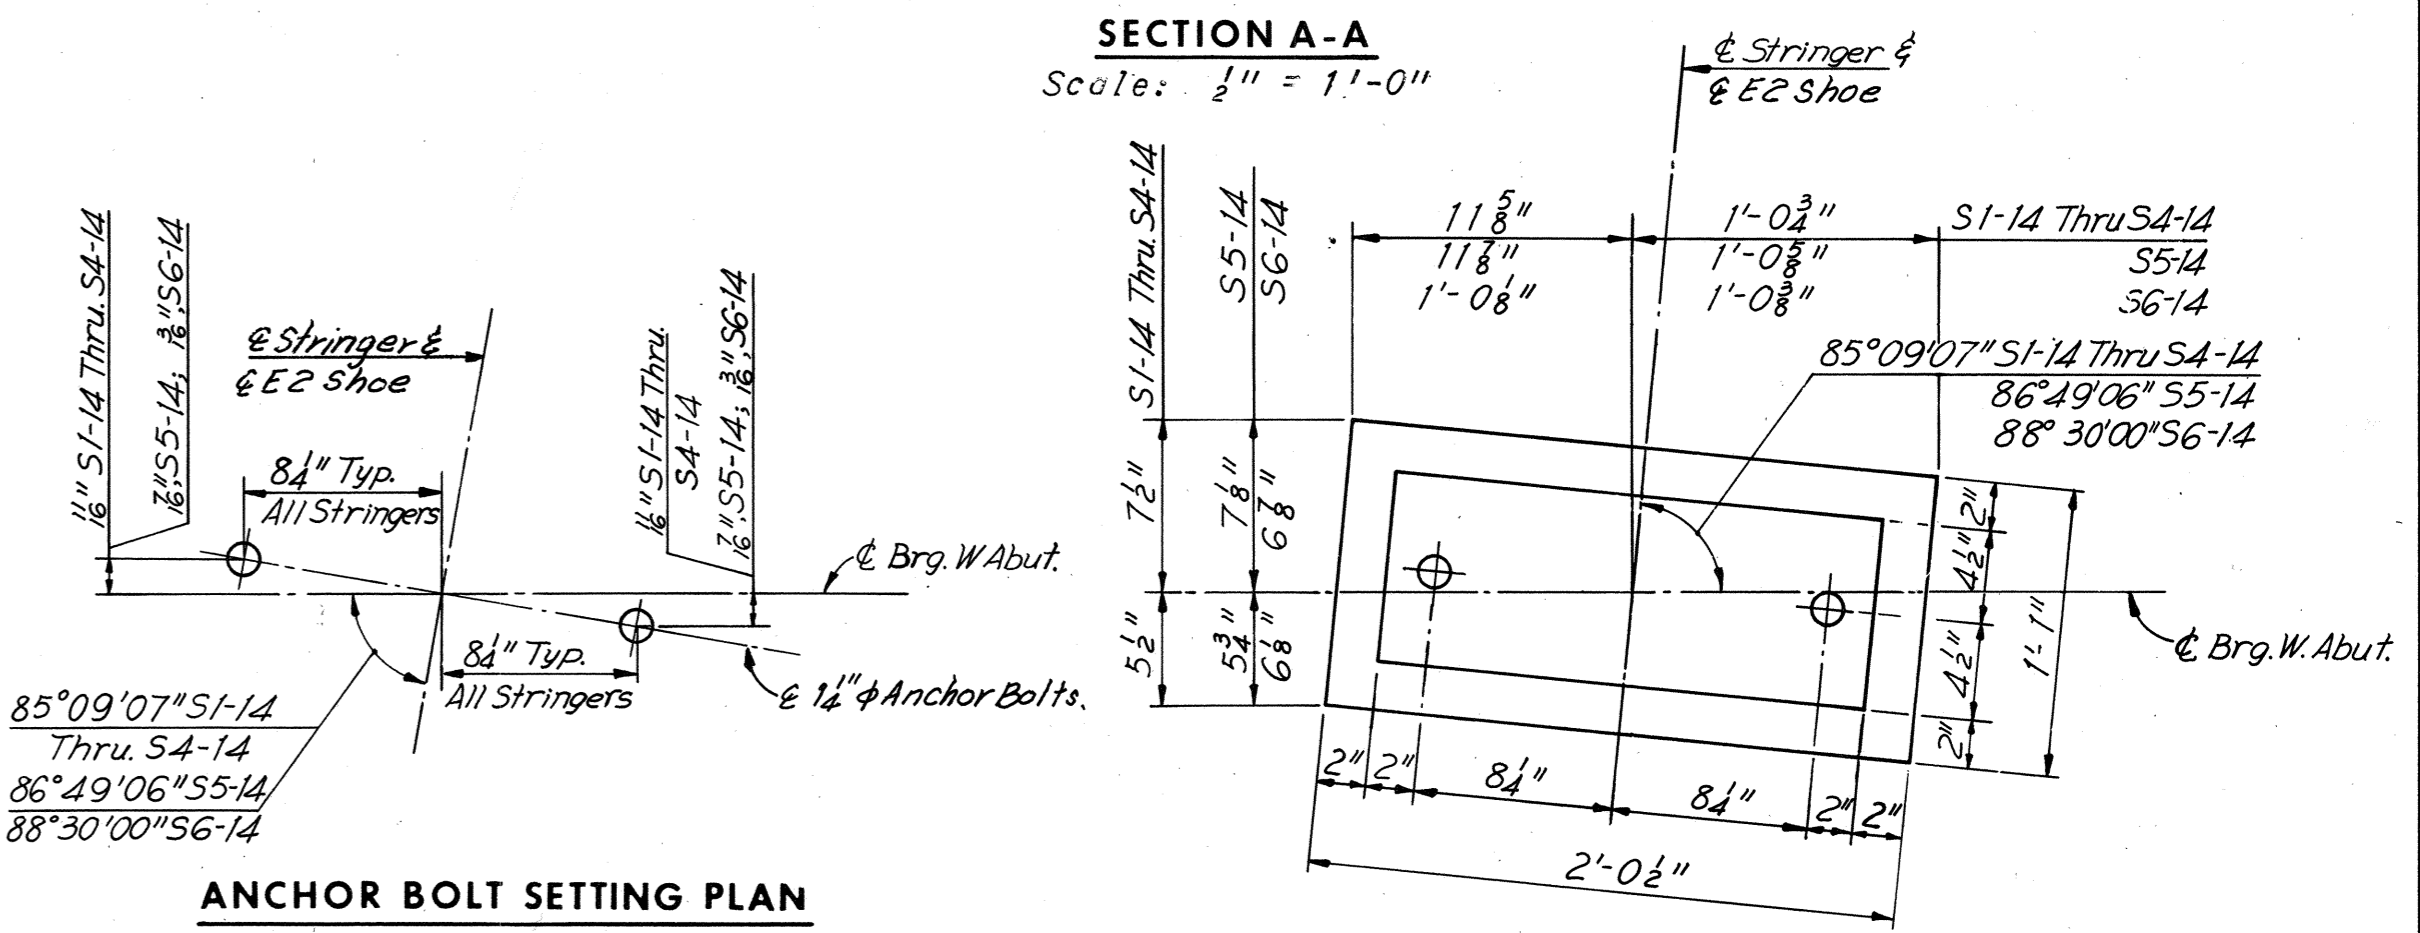 SECTION A-A
Scale: 1/2" = 1'-0"
11/16" S1-14 Thru. S4-14
7/16", S5-14; 3/16", S6-14
℄ Stringer &
℄ E2 Shoe
8 1/4" Typ.
All Stringers
11/16" S1-14 Thru.
S4-14
7/16", S5-14; 3/16", S6-14
℄ Brg. W Abut.
8 1/4" Typ.
All Stringers
℄ 1 1/4" ϕ Anchor Bolts.
85°09'07" S1-14
Thru. S4-14
86°49'06" S5-14
88°30'00" S6-14
ANCHOR BOLT SETTING PLAN
℄ Stringer &
℄ E2 Shoe
S1-14 Thru. S4-14
S5-14
S6-14
11 5/8"
11 7/8"
1'-0 1/8"
1'-0 3/4"
1'-0 5/8"
1'-0 3/8"
S1-14 Thru S4-14
S5-14
S6-14
85°09'07" S1-14 Thru S4-14
86°49'06" S5-14
88°30'00" S6-14
7 1/2"
7 1/8"
6 7/8"
5 1/2"
5 3/4"
6 1/8"
2"
4 1/2"
4 1/2"
2"
1'-1"
℄ Brg. W. Abut.
2"
2"
8 1/4"
8 1/4"
2"
2"
2'-0 1/2"